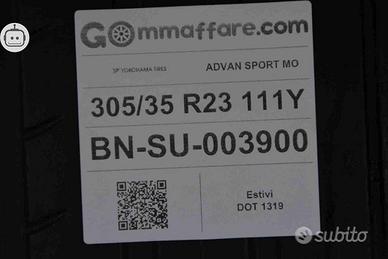 GOmmaffare.com
YOKOHAMA TIRES
ADVAN SPORT MO
305/35 R23 111Y
BN-SU-003900
Estivi
DOT 1319
subito